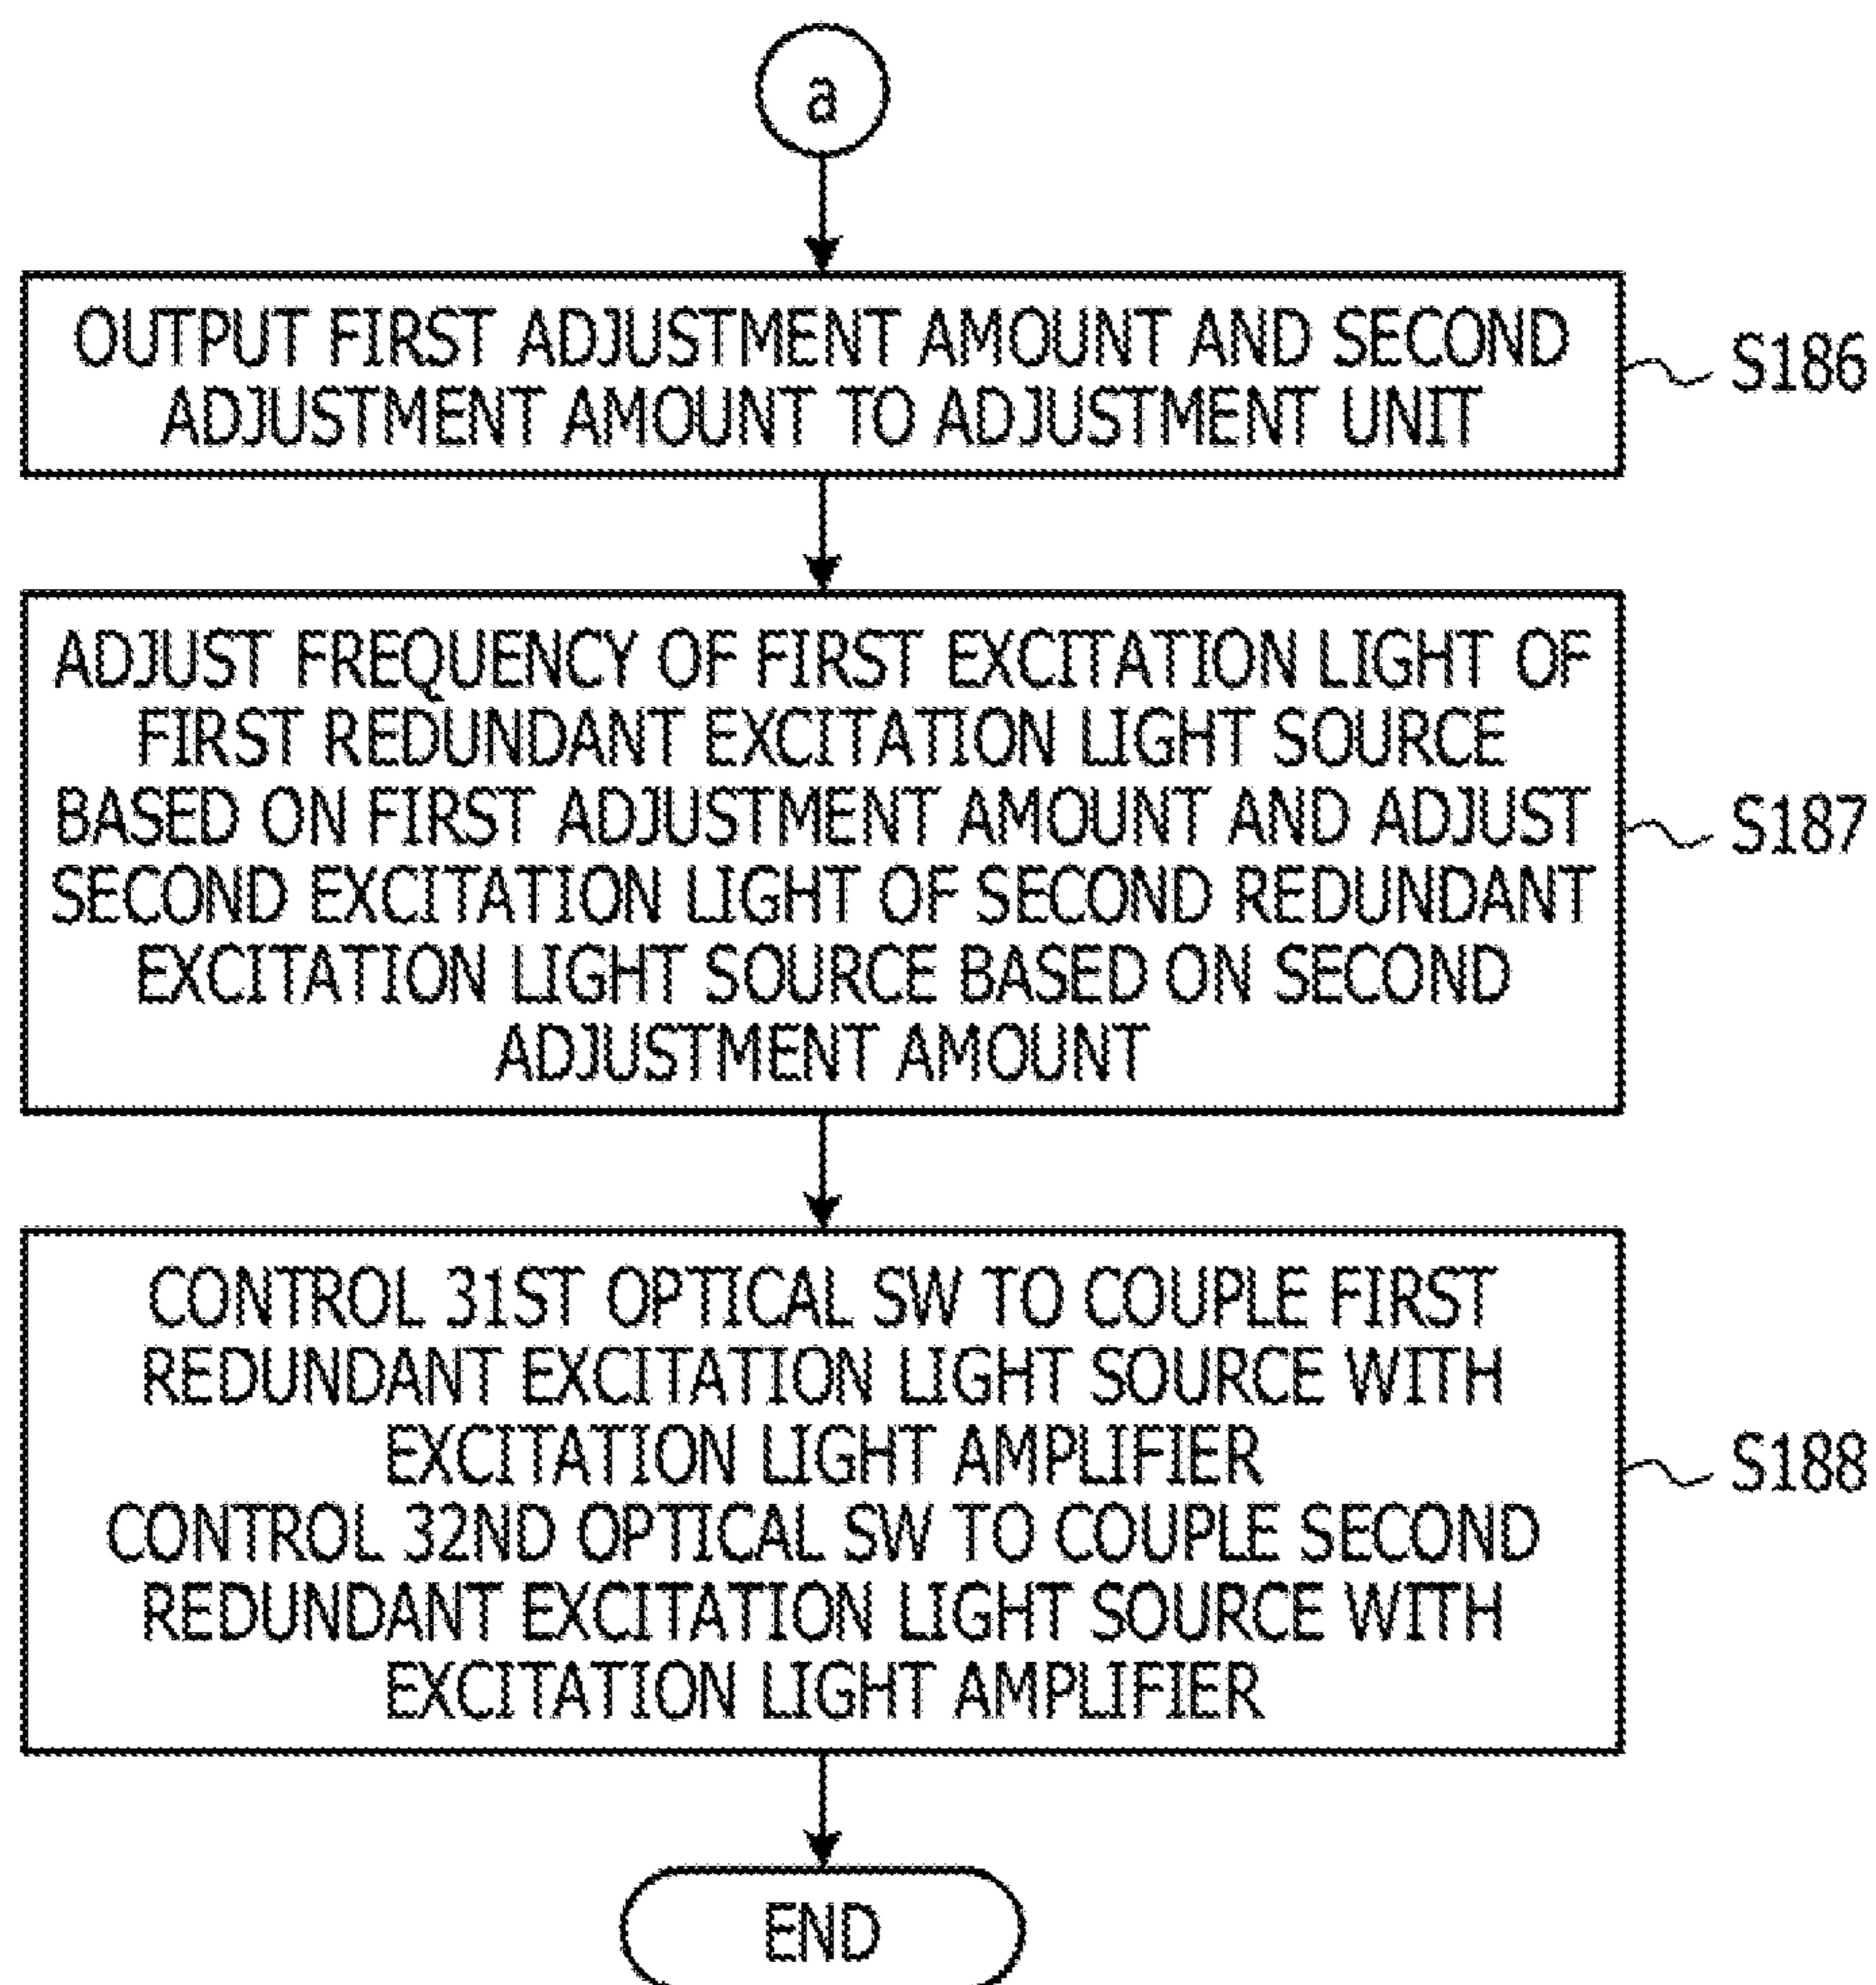 a
OUTPUT FIRST ADJUSTMENT AMOUNT AND SECOND
ADJUSTMENT AMOUNT TO ADJUSTMENT UNIT
S186
ADJUST FREQUENCY OF FIRST EXCITATION LIGHT OF
FIRST REDUNDANT EXCITATION LIGHT SOURCE
BASED ON FIRST ADJUSTMENT AMOUNT AND ADJUST
SECOND EXCITATION LIGHT OF SECOND REDUNDANT
EXCITATION LIGHT SOURCE BASED ON SECOND
ADJUSTMENT AMOUNT
S187
CONTROL 31ST OPTICAL SW TO COUPLE FIRST
REDUNDANT EXCITATION LIGHT SOURCE WITH
EXCITATION LIGHT AMPLIFIER
CONTROL 32ND OPTICAL SW TO COUPLE SECOND
REDUNDANT EXCITATION LIGHT SOURCE WITH
EXCITATION LIGHT AMPLIFIER
S188
END